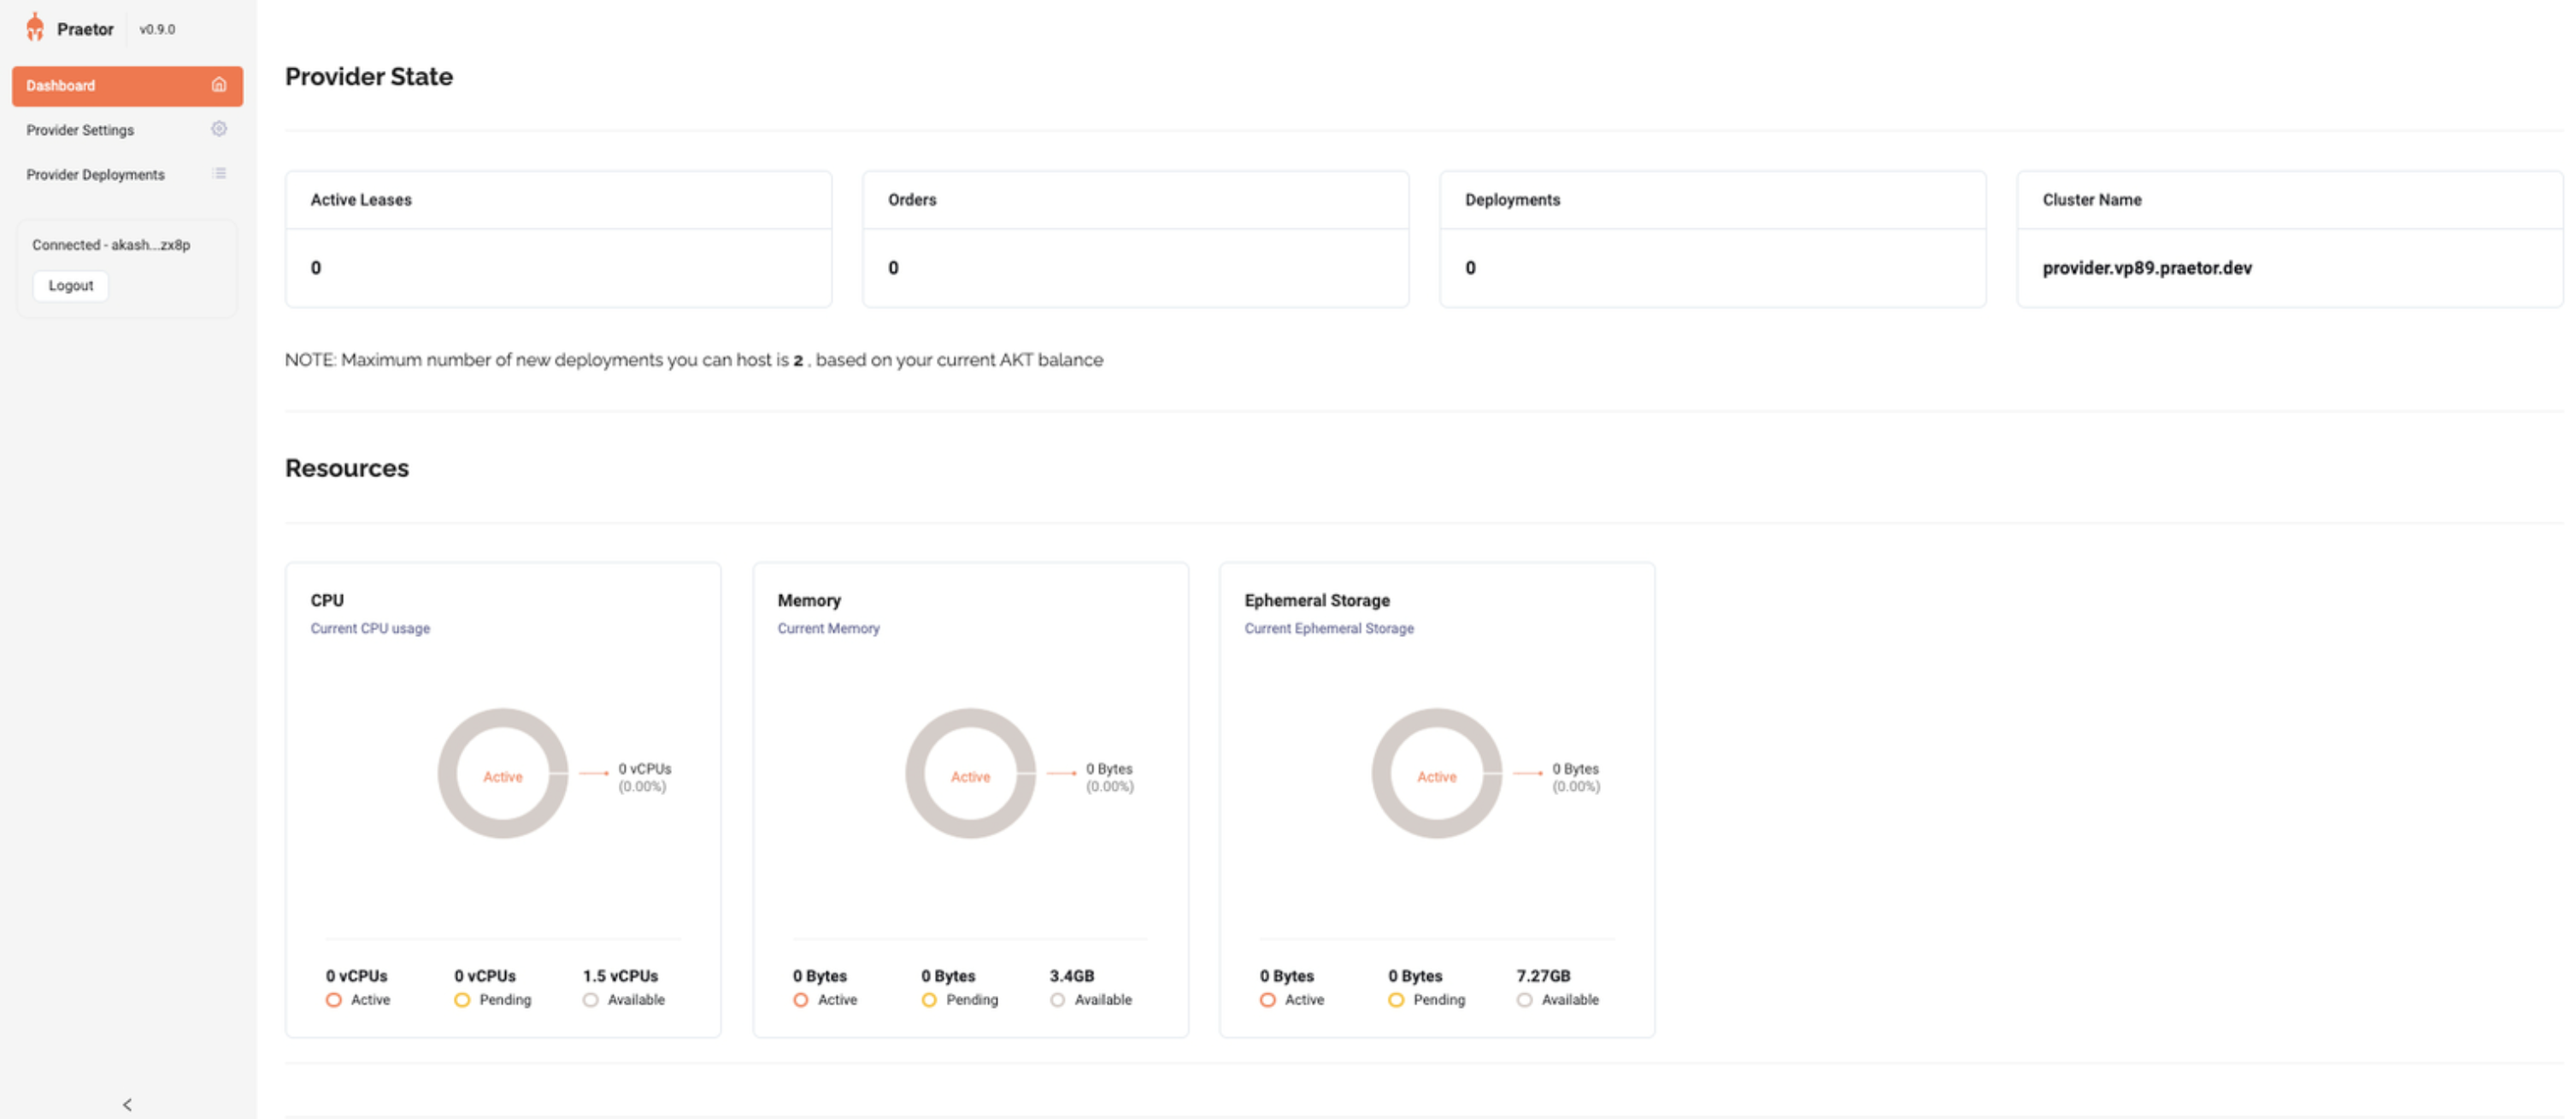 Praetor v0.9.0
Dashboard
Provider Settings
Provider Deployments
Connected - akash...zx8p
Logout
Provider State
Active Leases
0
Orders
0
Deployments
0
Cluster Name
provider.vp89.praetor.dev
NOTE: Maximum number of new deployments you can host is 2 , based on your current AKT balance
Resources
CPU
Current CPU usage
Active
0 vCPUs
(0.00%)
0 vCPUs 0 vCPUs 1.5 vCPUs
Active Pending Available
Memory
Current Memory
Active
0 Bytes
(0.00%)
0 Bytes 0 Bytes 3.4GB
Active Pending Available
Ephemeral Storage
Current Ephemeral Storage
Active
0 Bytes
(0.00%)
0 Bytes 0 Bytes 7.27GB
Active Pending Available